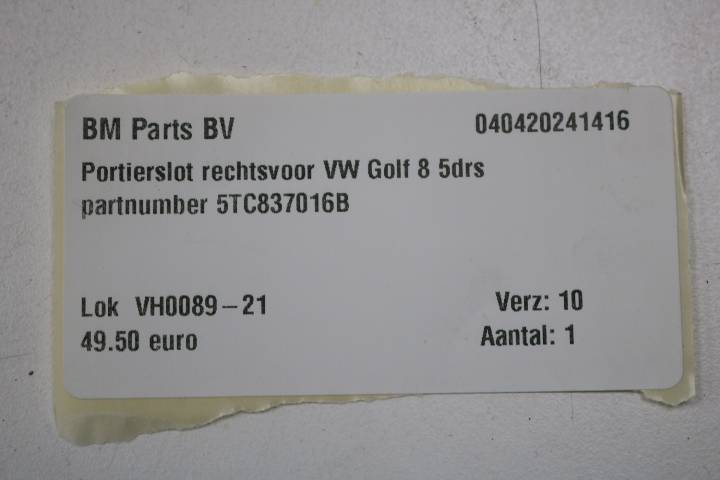 BM Parts BV 040420241416
Portierslot rechtsvoor VW Golf 8 5drs
partnumber 5TC837016B
Lok VH0089-21 Verz: 10
49.50 euro Aantal: 1